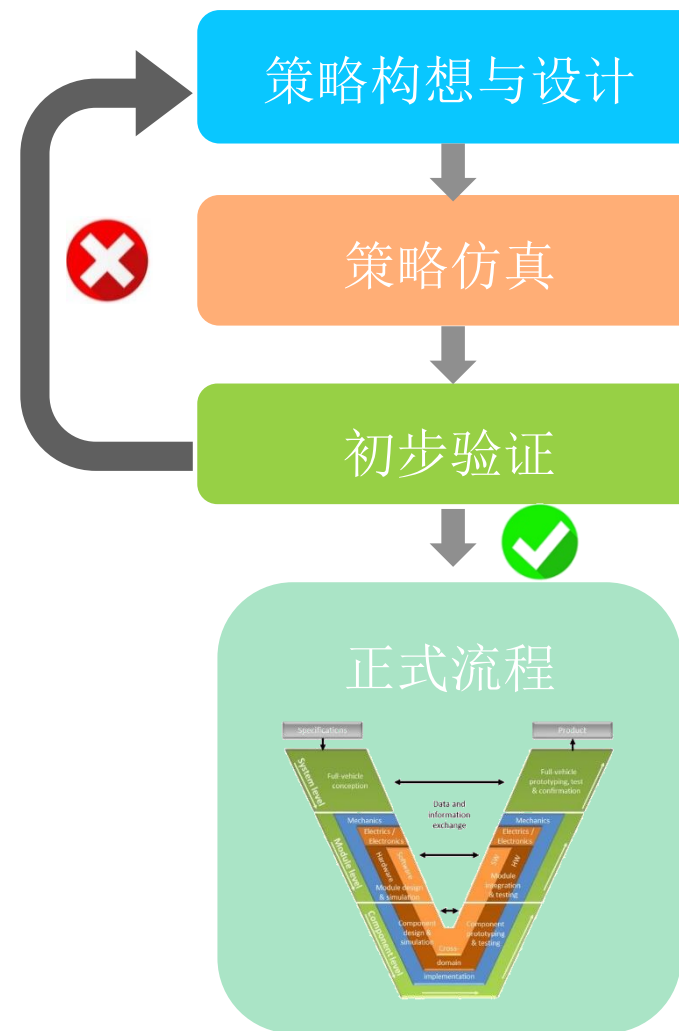 策略构想与设计
策略仿真
初步验证
正式流程
Specifications
Product
System level
Full-vehicle
conception
Full-vehicle
prototyping, test
& confirmation
Data and
information
exchange
Mechanics
Mechanics
Electrics /
Electronics
Electrics /
Electronics
Module level
Hardware
Software
SW
HW
Module design
& simulation
Module
integration
& testing
Component level
Component
design &
simulation
Component
prototyping
& testing
Cross-
domain
implementation